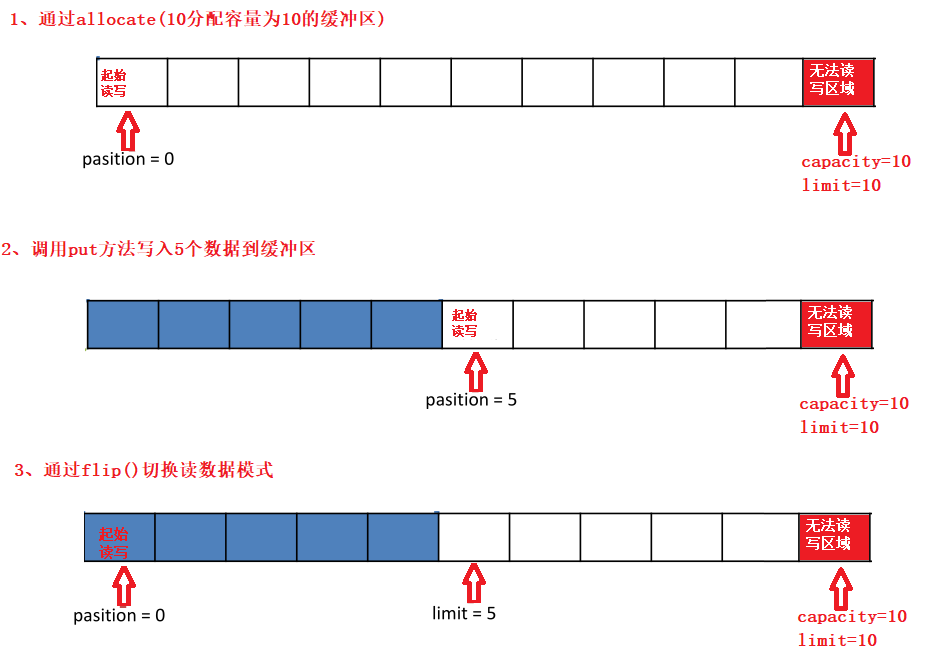 1、通过allocate(10分配容量为10的缓冲区)
起始
读写
无法读
写区域
pasition = 0
capacity=10
limit=10
2、调用put方法写入5个数据到缓冲区
起始
读写
无法读
写区域
pasition = 5
capacity=10
limit=10
3、通过flip()切换读数据模式
起始
读写
无法读
写区域
pasition = 0
limit = 5
capacity=10
limit=10